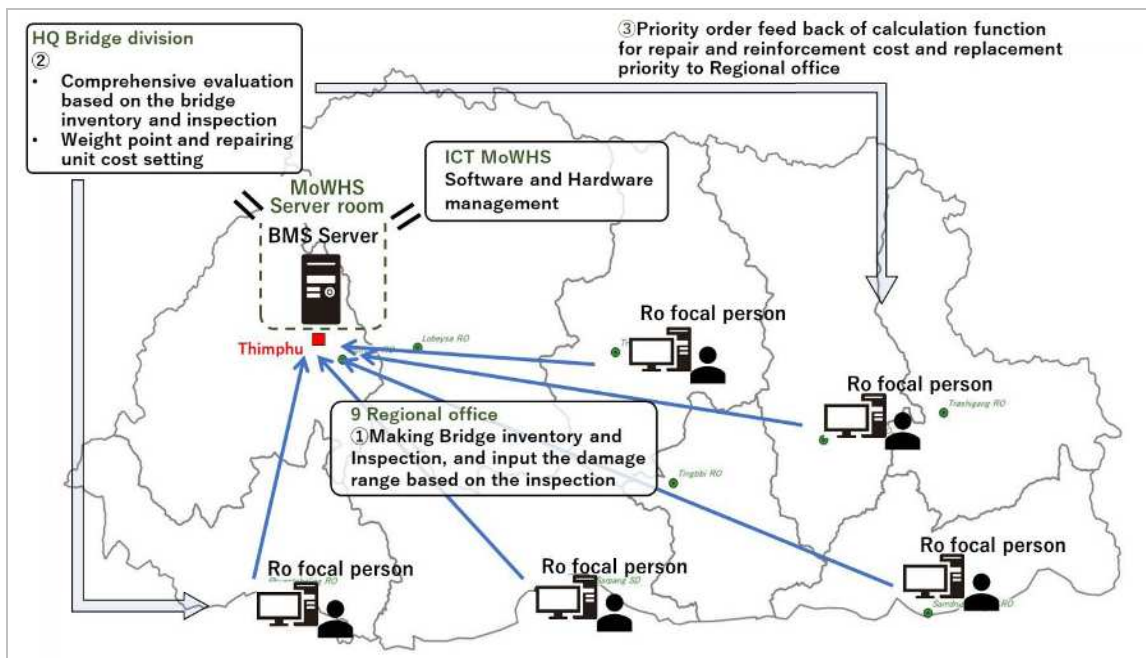 HQ Bridge division
②
• Comprehensive evaluation
based on the bridge
inventory and inspection
• Weight point and repairing
unit cost setting
③Priority order feed back of calculation function
for repair and reinforcement cost and replacement
priority to Regional office
ICT MoWHS
Software and Hardware
management
MoWHS
Server room
BMS Server
Thimphu
Lobeysa RO
Ro focal person
Ro focal person
Trashigang RO
9 Regional office
①Making Bridge inventory and
Inspection, and input the damage
range based on the inspection
Tingtibi RO
Ro focal person
Ro focal person
Ro focal person
RO
RO